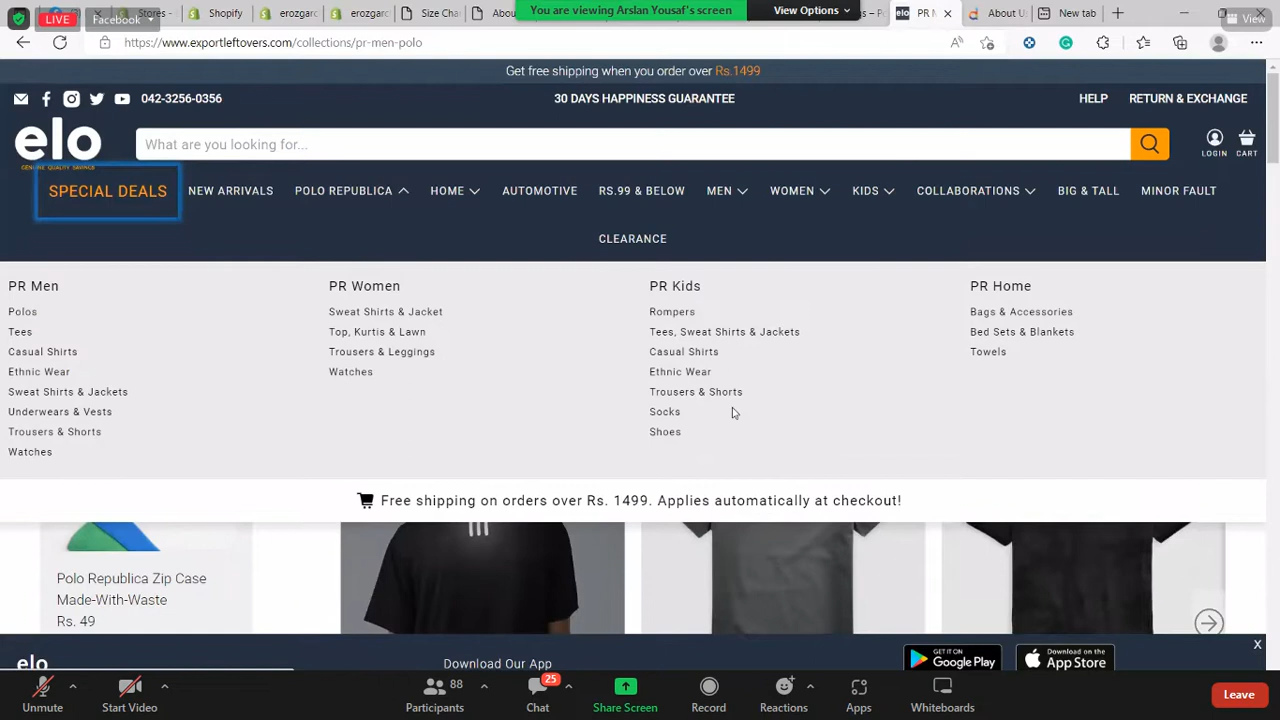 LIVE
Facebook
Stores -
Shopify
erozgar
erozgar
Size Cha
About
You are viewing Arslan Yousaf's screen
View Options
– P
elo PR M
About U
New tab
View
https://www.exportleftovers.com/collections/pr-men-polo
Get free shipping when you order over Rs.1499
042-3256-0356
30 DAYS HAPPINESS GUARANTEE
HELP
RETURN & EXCHANGE
elo
GENUINE QUALITY SAVINGS
What are you looking for...
LOGIN
CART
SPECIAL DEALS
NEW ARRIVALS
POLO REPUBLICA
HOME
AUTOMOTIVE
RS.99 & BELOW
MEN
WOMEN
KIDS
COLLABORATIONS
BIG & TALL
MINOR FAULT
CLEARANCE
PR Men
Polos
Tees
Casual Shirts
Ethnic Wear
Sweat Shirts & Jackets
Underwears & Vests
Trousers & Shorts
Watches
PR Women
Sweat Shirts & Jacket
Top, Kurtis & Lawn
Trousers & Leggings
Watches
PR Kids
Rompers
Tees, Sweat Shirts & Jackets
Casual Shirts
Ethnic Wear
Trousers & Shorts
Socks
Shoes
PR Home
Bags & Accessories
Bed Sets & Blankets
Towels
Free shipping on orders over Rs. 1499. Applies automatically at checkout!
Polo Republica Zip Case
Made-With-Waste
Rs. 49
elo
Download Our App
GET IT ON
Google Play
Download on the
App Store
X
Unmute
Start Video
88
Participants
25
Chat
Share Screen
Record
Reactions
Apps
Whiteboards
Leave